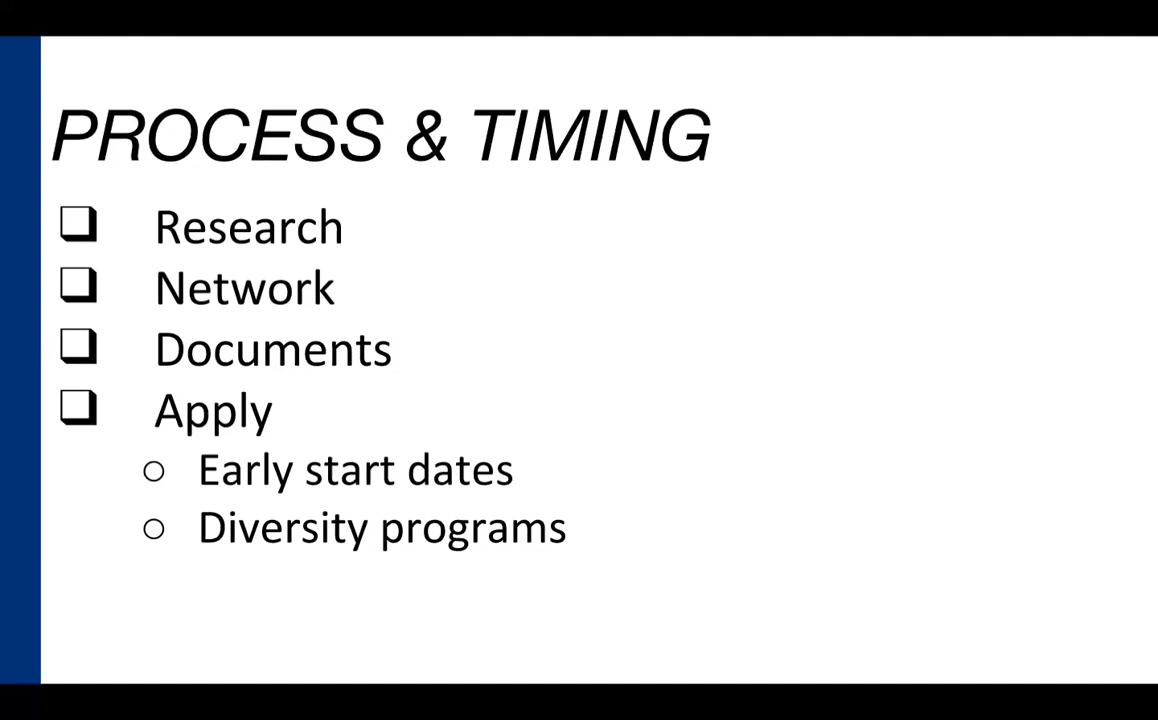 PROCESS & TIMING
❑ Research
❑ Network
❑ Documents
❑ Apply
○ Early start dates
○ Diversity programs